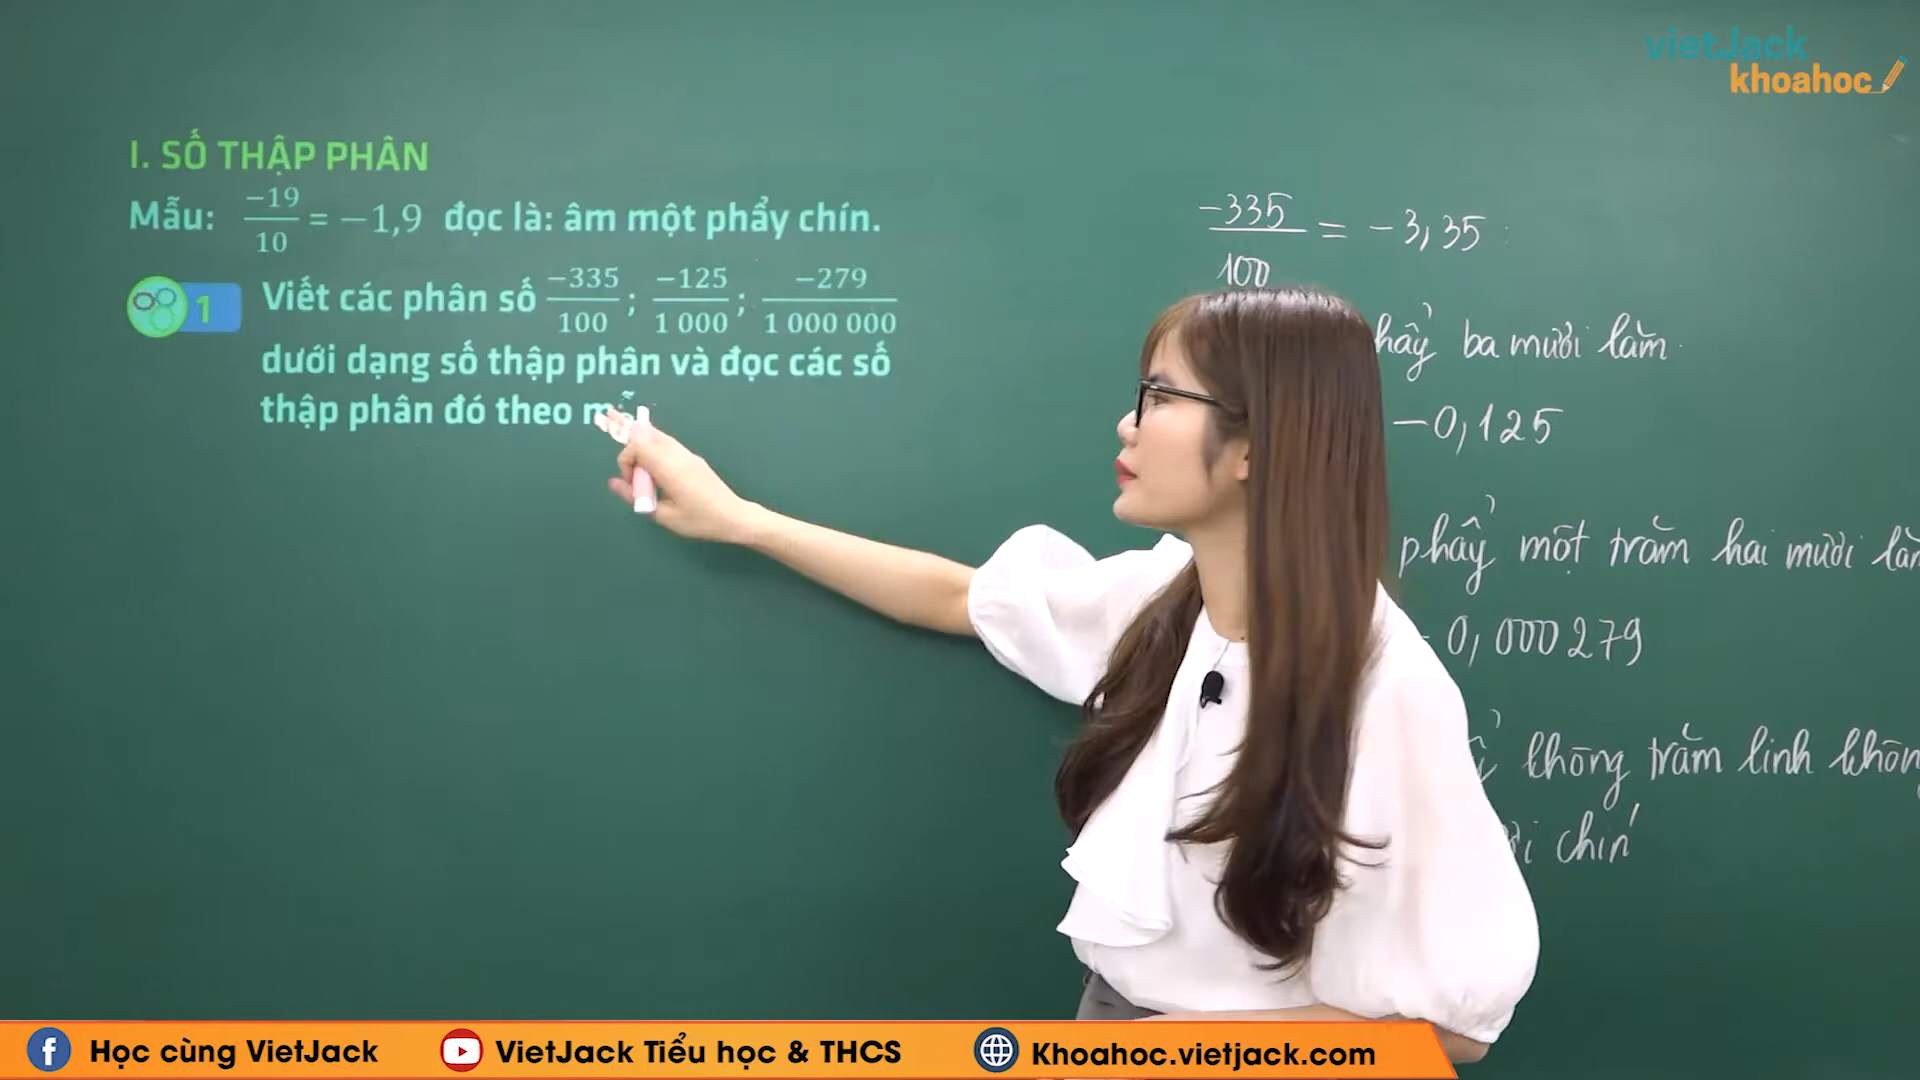 vietJack
khoahoc
I. SỐ THẬP PHÂN
Mẫu: −19/10 = −1,9 đọc là: âm một phẩy chín.
1 Viết các phân số −335/100 ; −125/1 000 ; −279/1 000 000
dưới dạng số thập phân và đọc các số
thập phân đó theo
−335/100 = −3,35
ba mươi lăm
−0,125
phẩy một trăm hai mươi
0,000279
không trăm linh
chín
Học cùng VietJack
VietJack Tiểu học & THCS
Khoahoc.vietjack.com